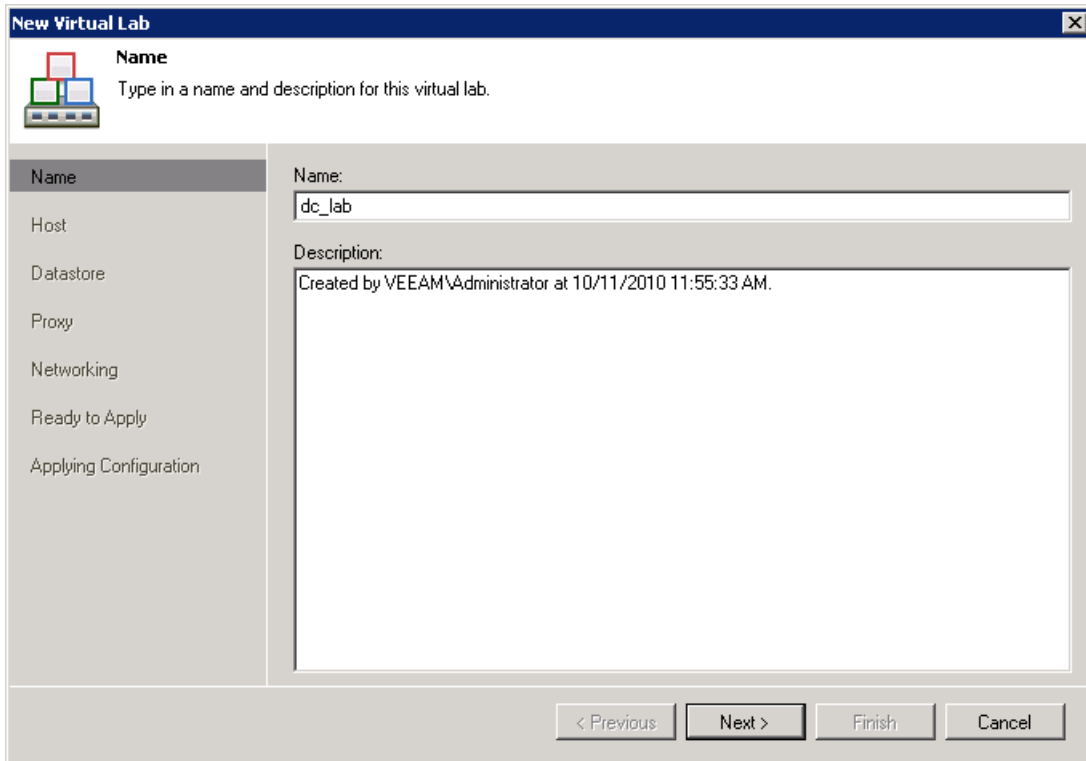 New Virtual Lab
Name
Type in a name and description for this virtual lab.
Name
Host
Datastore
Proxy
Networking
Ready to Apply
Applying Configuration
Name:
dc_lab
Description:
Created by VEEAM\Administrator at 10/11/2010 11:55:33 AM.
< Previous
Next >
Finish
Cancel